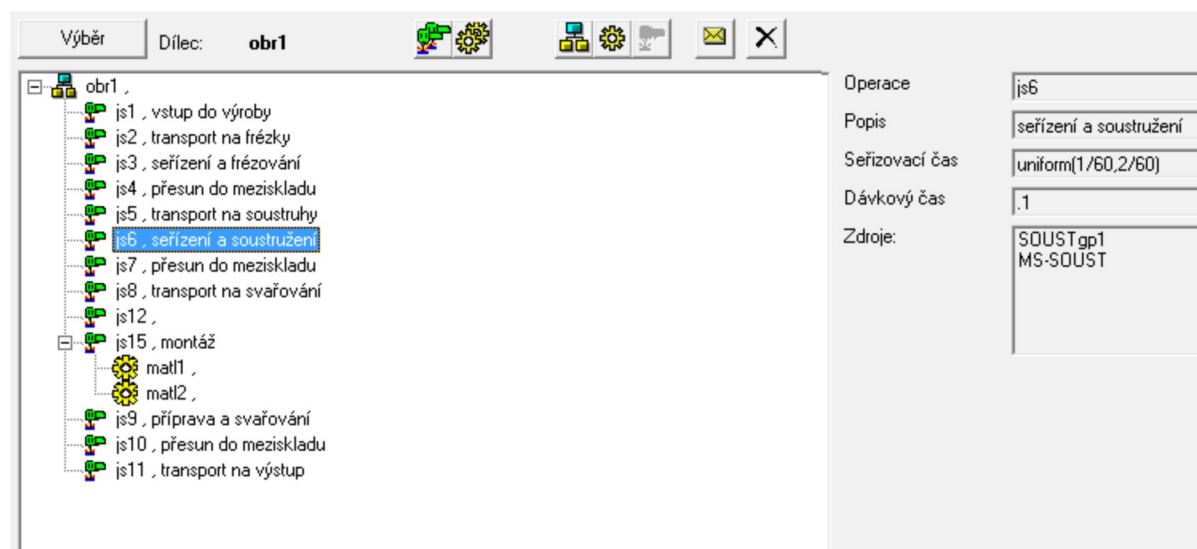 Výběr Dílec: obr1
obr1 ,
js1 , vstup do výroby
js2 , transport na frézky
js3 , seřízení a frézování
js4 , přesun do meziskladu
js5 , transport na soustruhy
js6 , seřízení a soustružení
js7 , přesun do meziskladu
js8 , transport na svařování
js12 ,
js15 , montáž
matl1 ,
matl2 ,
js9 , příprava a svařování
js10 , přesun do meziskladu
js11 , transport na výstup
Operace js6
Popis seřízení a soustružení
Seřizovací čas uniform(1/60,2/60)
Dávkový čas .1
Zdroje: SOUSTgp1
MS-SOUST